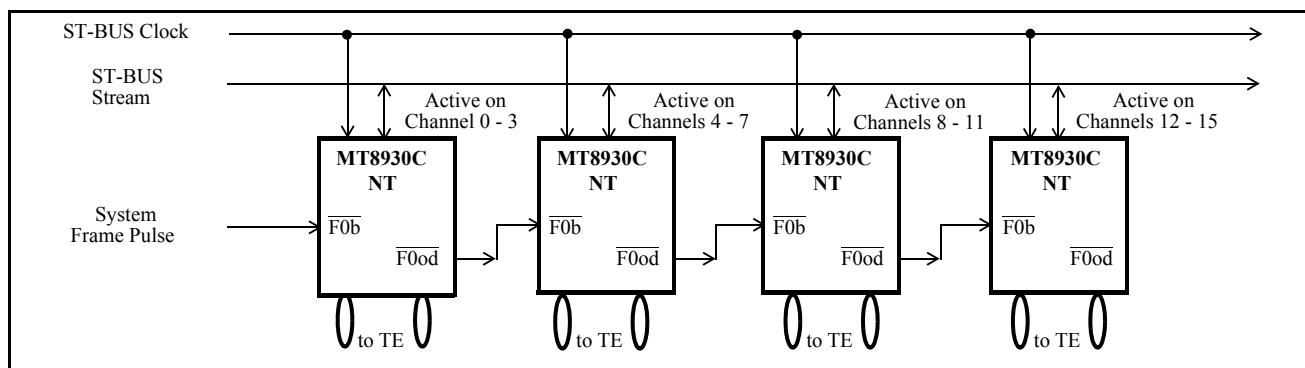 ST-BUS Clock
ST-BUS
Stream
Active on
Channel 0 - 3
Active on
Channels 4 - 7
Active on
Channels 8 - 11
Active on
Channels 12 - 15
MT8930C
NT
MT8930C
NT
MT8930C
NT
MT8930C
NT
System
Frame Pulse
F0b
F0od
F0b
F0od
F0b
F0od
F0b
F0od
to TE
to TE
to TE
to TE